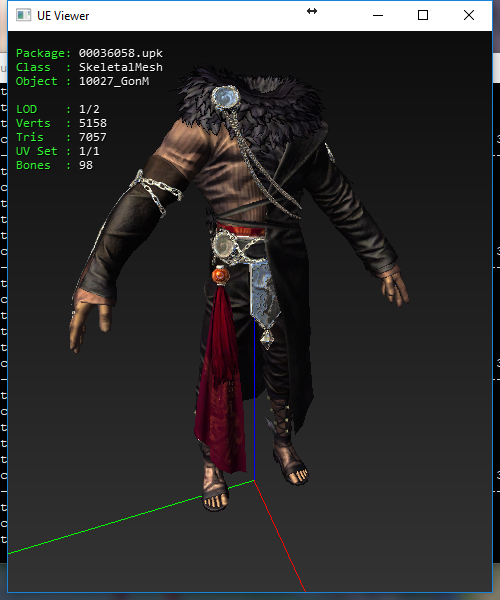 UE Viewer
Package: 00036058.upk
Class : SkeletalMesh
Object : 10027_GonM
LOD : 1/2
Verts : 5158
Tris : 7057
UV Set : 1/1
Bones : 98